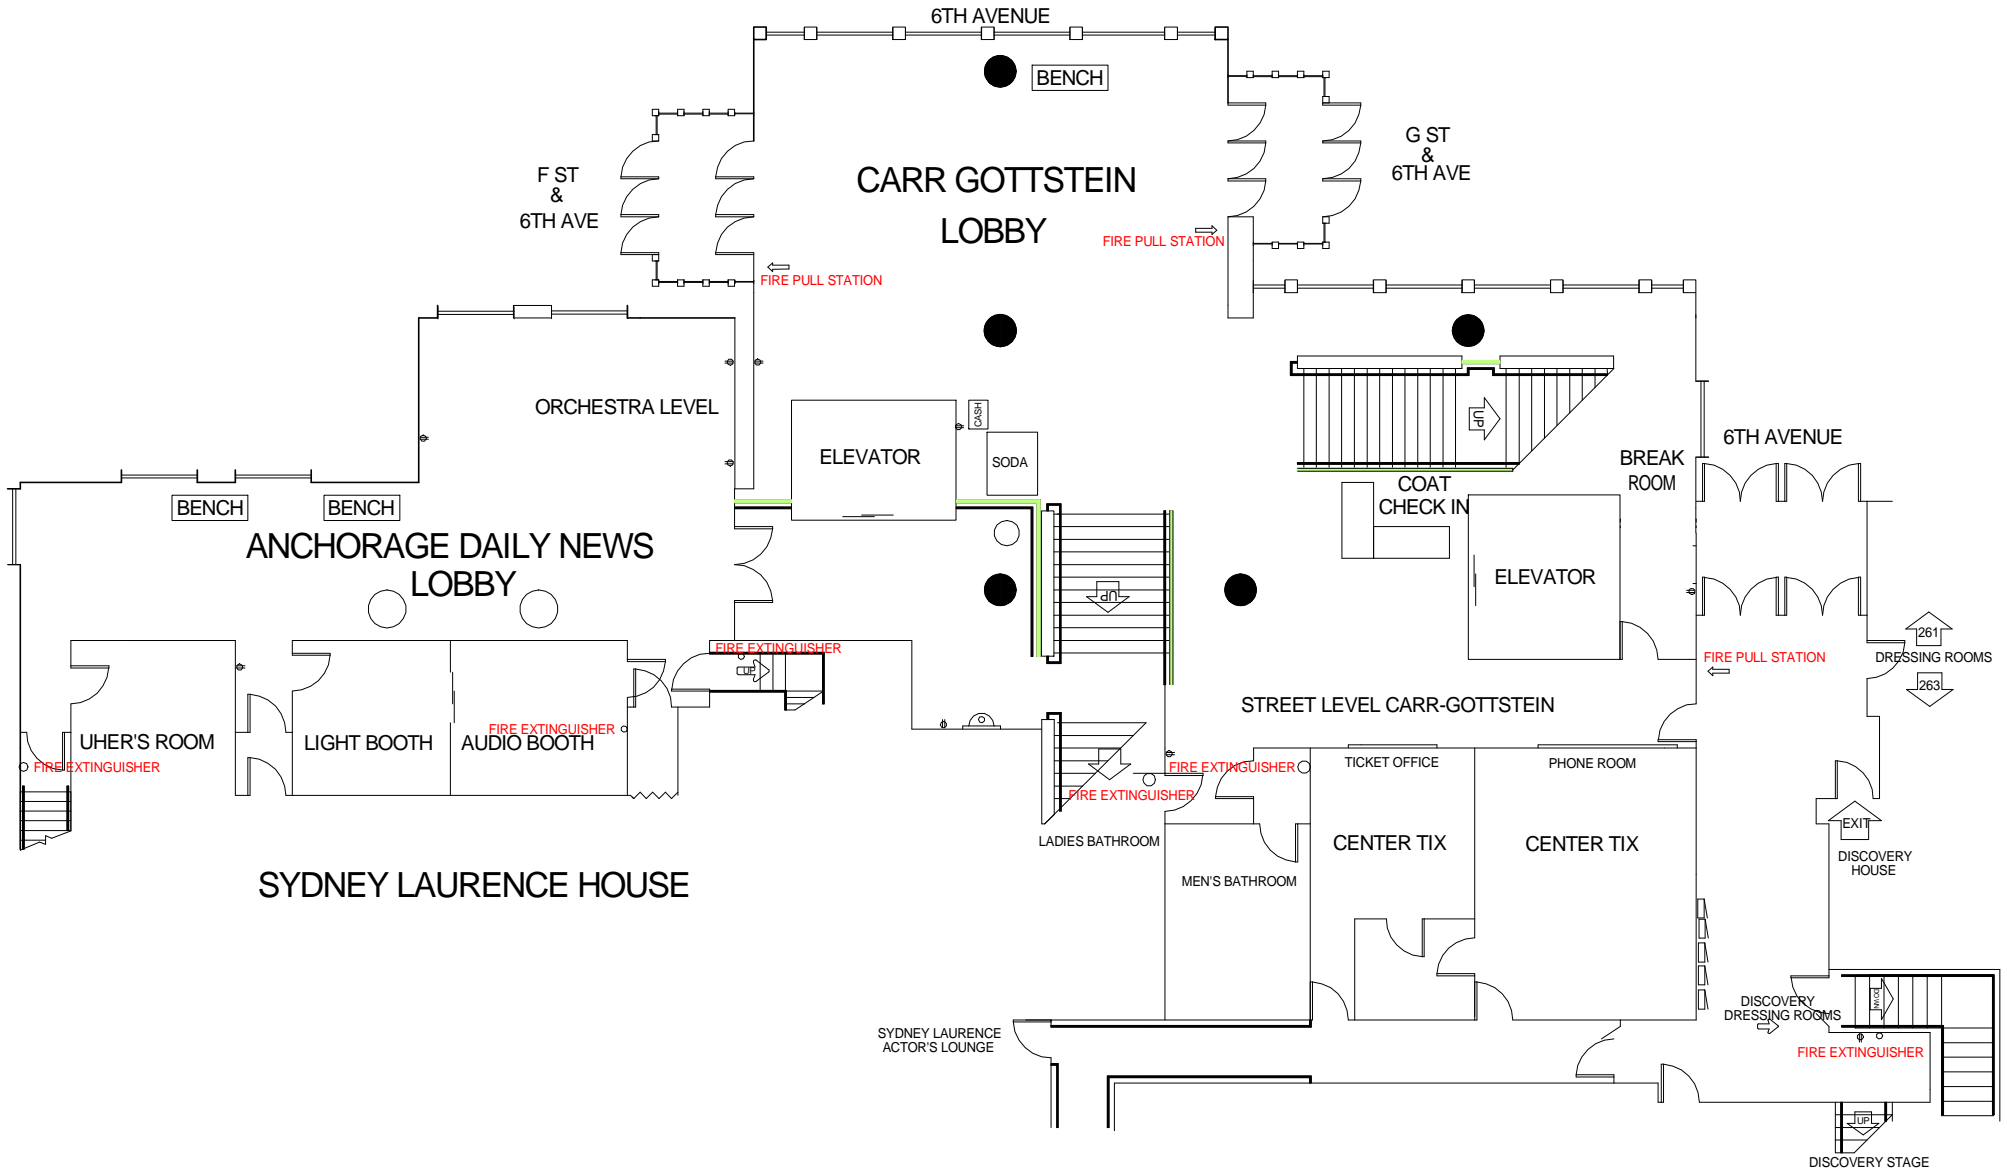 6TH AVENUE
BENCH
F ST
&
6TH AVE
CARR GOTTSTEIN
LOBBY
G ST
&
6TH AVE
FIRE PULL STATION
FIRE PULL STATION
ORCHESTRA LEVEL
ELEVATOR
CASH
SODA
UP
BREAK
ROOM
6TH AVENUE
COAT
CHECK IN
BENCH
BENCH
ANCHORAGE DAILY NEWS
LOBBY
UP
ELEVATOR
261
DRESSING ROOMS
263
FIRE PULL STATION
FIRE EXTINGUISHER
UP
STREET LEVEL CARR-GOTTSTEIN
UHER'S ROOM
LIGHT BOOTH
AUDIO BOOTH
FIRE EXTINGUISHER
FIRE EXTINGUISHER
FIRE EXTINGUISHER
FIRE EXTINGUISHER
TICKET OFFICE
PHONE ROOM
LADIES BATHROOM
CENTER TIX
CENTER TIX
EXIT
DISCOVERY
HOUSE
MEN'S BATHROOM
SYDNEY LAURENCE HOUSE
SYDNEY LAURENCE
ACTOR'S LOUNGE
DISCOVERY
DRESSING ROOMS
FIRE EXTINGUISHER
UP
DISCOVERY STAGE